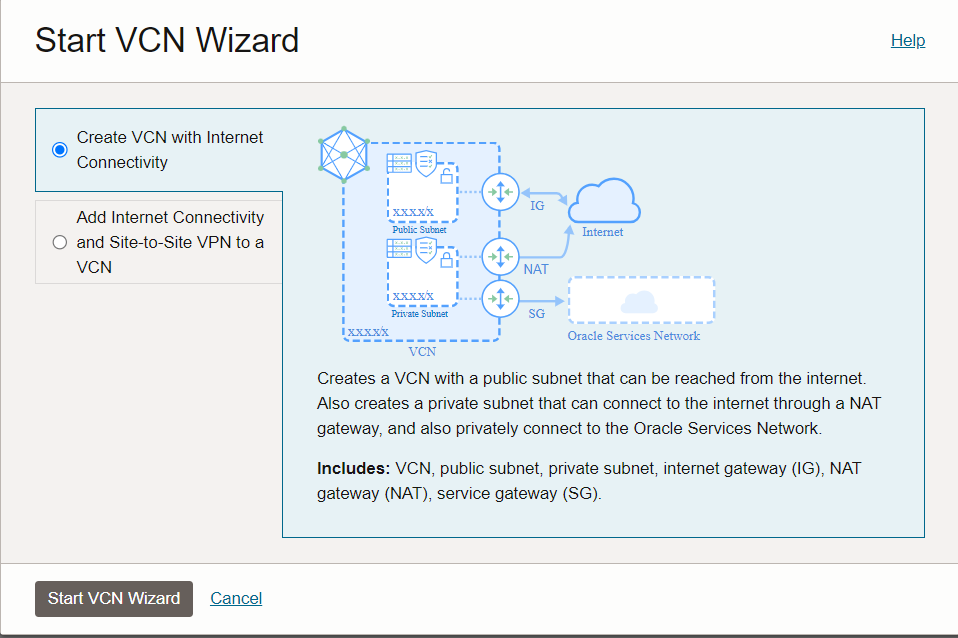 Start VCN Wizard
Help
Create VCN with Internet
Connectivity
Add Internet Connectivity
and Site-to-Site VPN to a
VCN
XXXX/X
Public Subnet
IG
Internet
NAT
XXXX/X
Private Subnet
SG
XXXX/X
Oracle Services Network
VCN
Creates a VCN with a public subnet that can be reached from the internet.
Also creates a private subnet that can connect to the internet through a NAT
gateway, and also privately connect to the Oracle Services Network.
Includes: VCN, public subnet, private subnet, internet gateway (IG), NAT
gateway (NAT), service gateway (SG).
Start VCN Wizard
Cancel